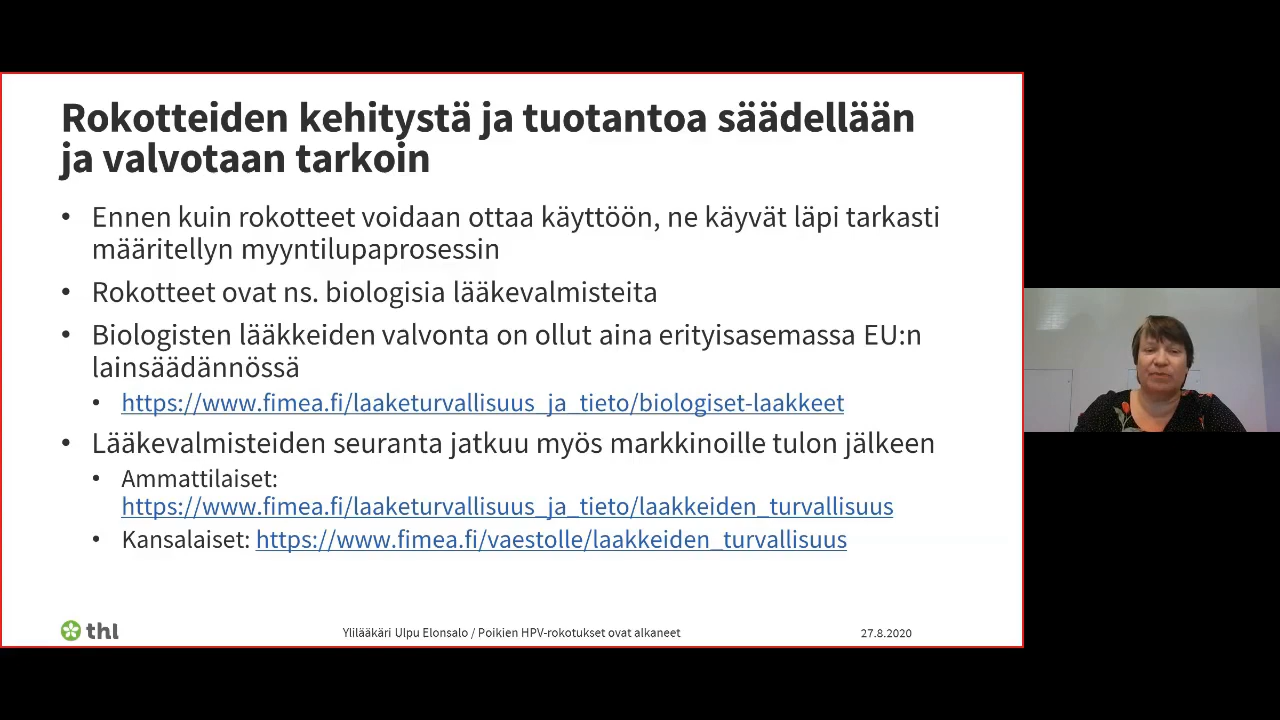 Rokotteiden kehitystä ja tuotantoa säädellään
ja valvotaan tarkoin
• Ennen kuin rokotteet voidaan ottaa käyttöön, ne käyvät läpi tarkasti
määritellyn myyntilupaprosessin
• Rokotteet ovat ns. biologisia lääkevalmisteita
• Biologisten lääkkeiden valvonta on ollut aina erityisasemassa EU:n
lainsäädännössä
• https://www.fimea.fi/laaketurvallisuus_ja_tieto/biologiset-laakkeet
• Lääkevalmisteiden seuranta jatkuu myös markkinoille tulon jälkeen
• Ammattilaiset:
https://www.fimea.fi/laaketurvallisuus_ja_tieto/laakkeiden_turvallisuus
• Kansalaiset: https://www.fimea.fi/vaestolle/laakkeiden_turvallisuus
thl
Ylilääkäri Ulpu Elonsalo / Poikien HPV-rokotukset ovat alkaneet
27.8.2020